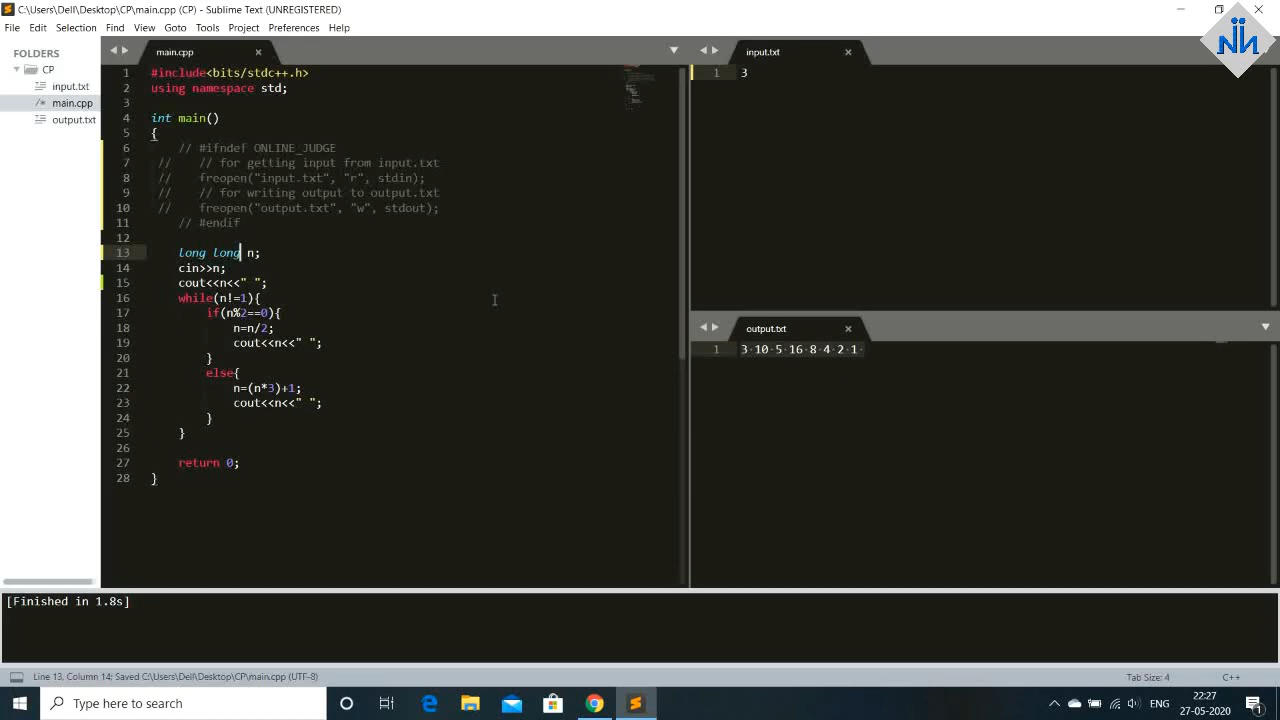 C:\Users\Dell\Desktop\CP\main.cpp (CP) - Sublime Text (UNREGISTERED)
File Edit Selection Find View Goto Tools Project Preferences Help
FOLDERS
CP
input.txt
main.cpp
output.txt
main.cpp
1 #include<bits/stdc++.h>
2 using namespace std;
3
4 int main()
5 {
6 // #ifndef ONLINE_JUDGE
7 // // for getting input from input.txt
8 // freopen("input.txt", "r", stdin);
9 // // for writing output to output.txt
10 // freopen("output.txt", "w", stdout);
11 // #endif
12
13 long long n;
14 cin>>n;
15 cout<<n<<" ";
16 while(n!=1){
17 if(n%2==0){
18 n=n/2;
19 cout<<n<<" ";
20 }
21 else{
22 n=(n*3)+1;
23 cout<<n<<" ";
24 }
25 }
26
27 return 0;
28 }
input.txt
1 3
output.txt
1 3·10·5·16·8·4·2·1·
[Finished in 1.8s]
Line 13, Column 14; Saved C:\Users\Dell\Desktop\CP\main.cpp (UTF-8)
Tab Size: 4
C++
Type here to search
ENG
22:27
27-05-2020
1